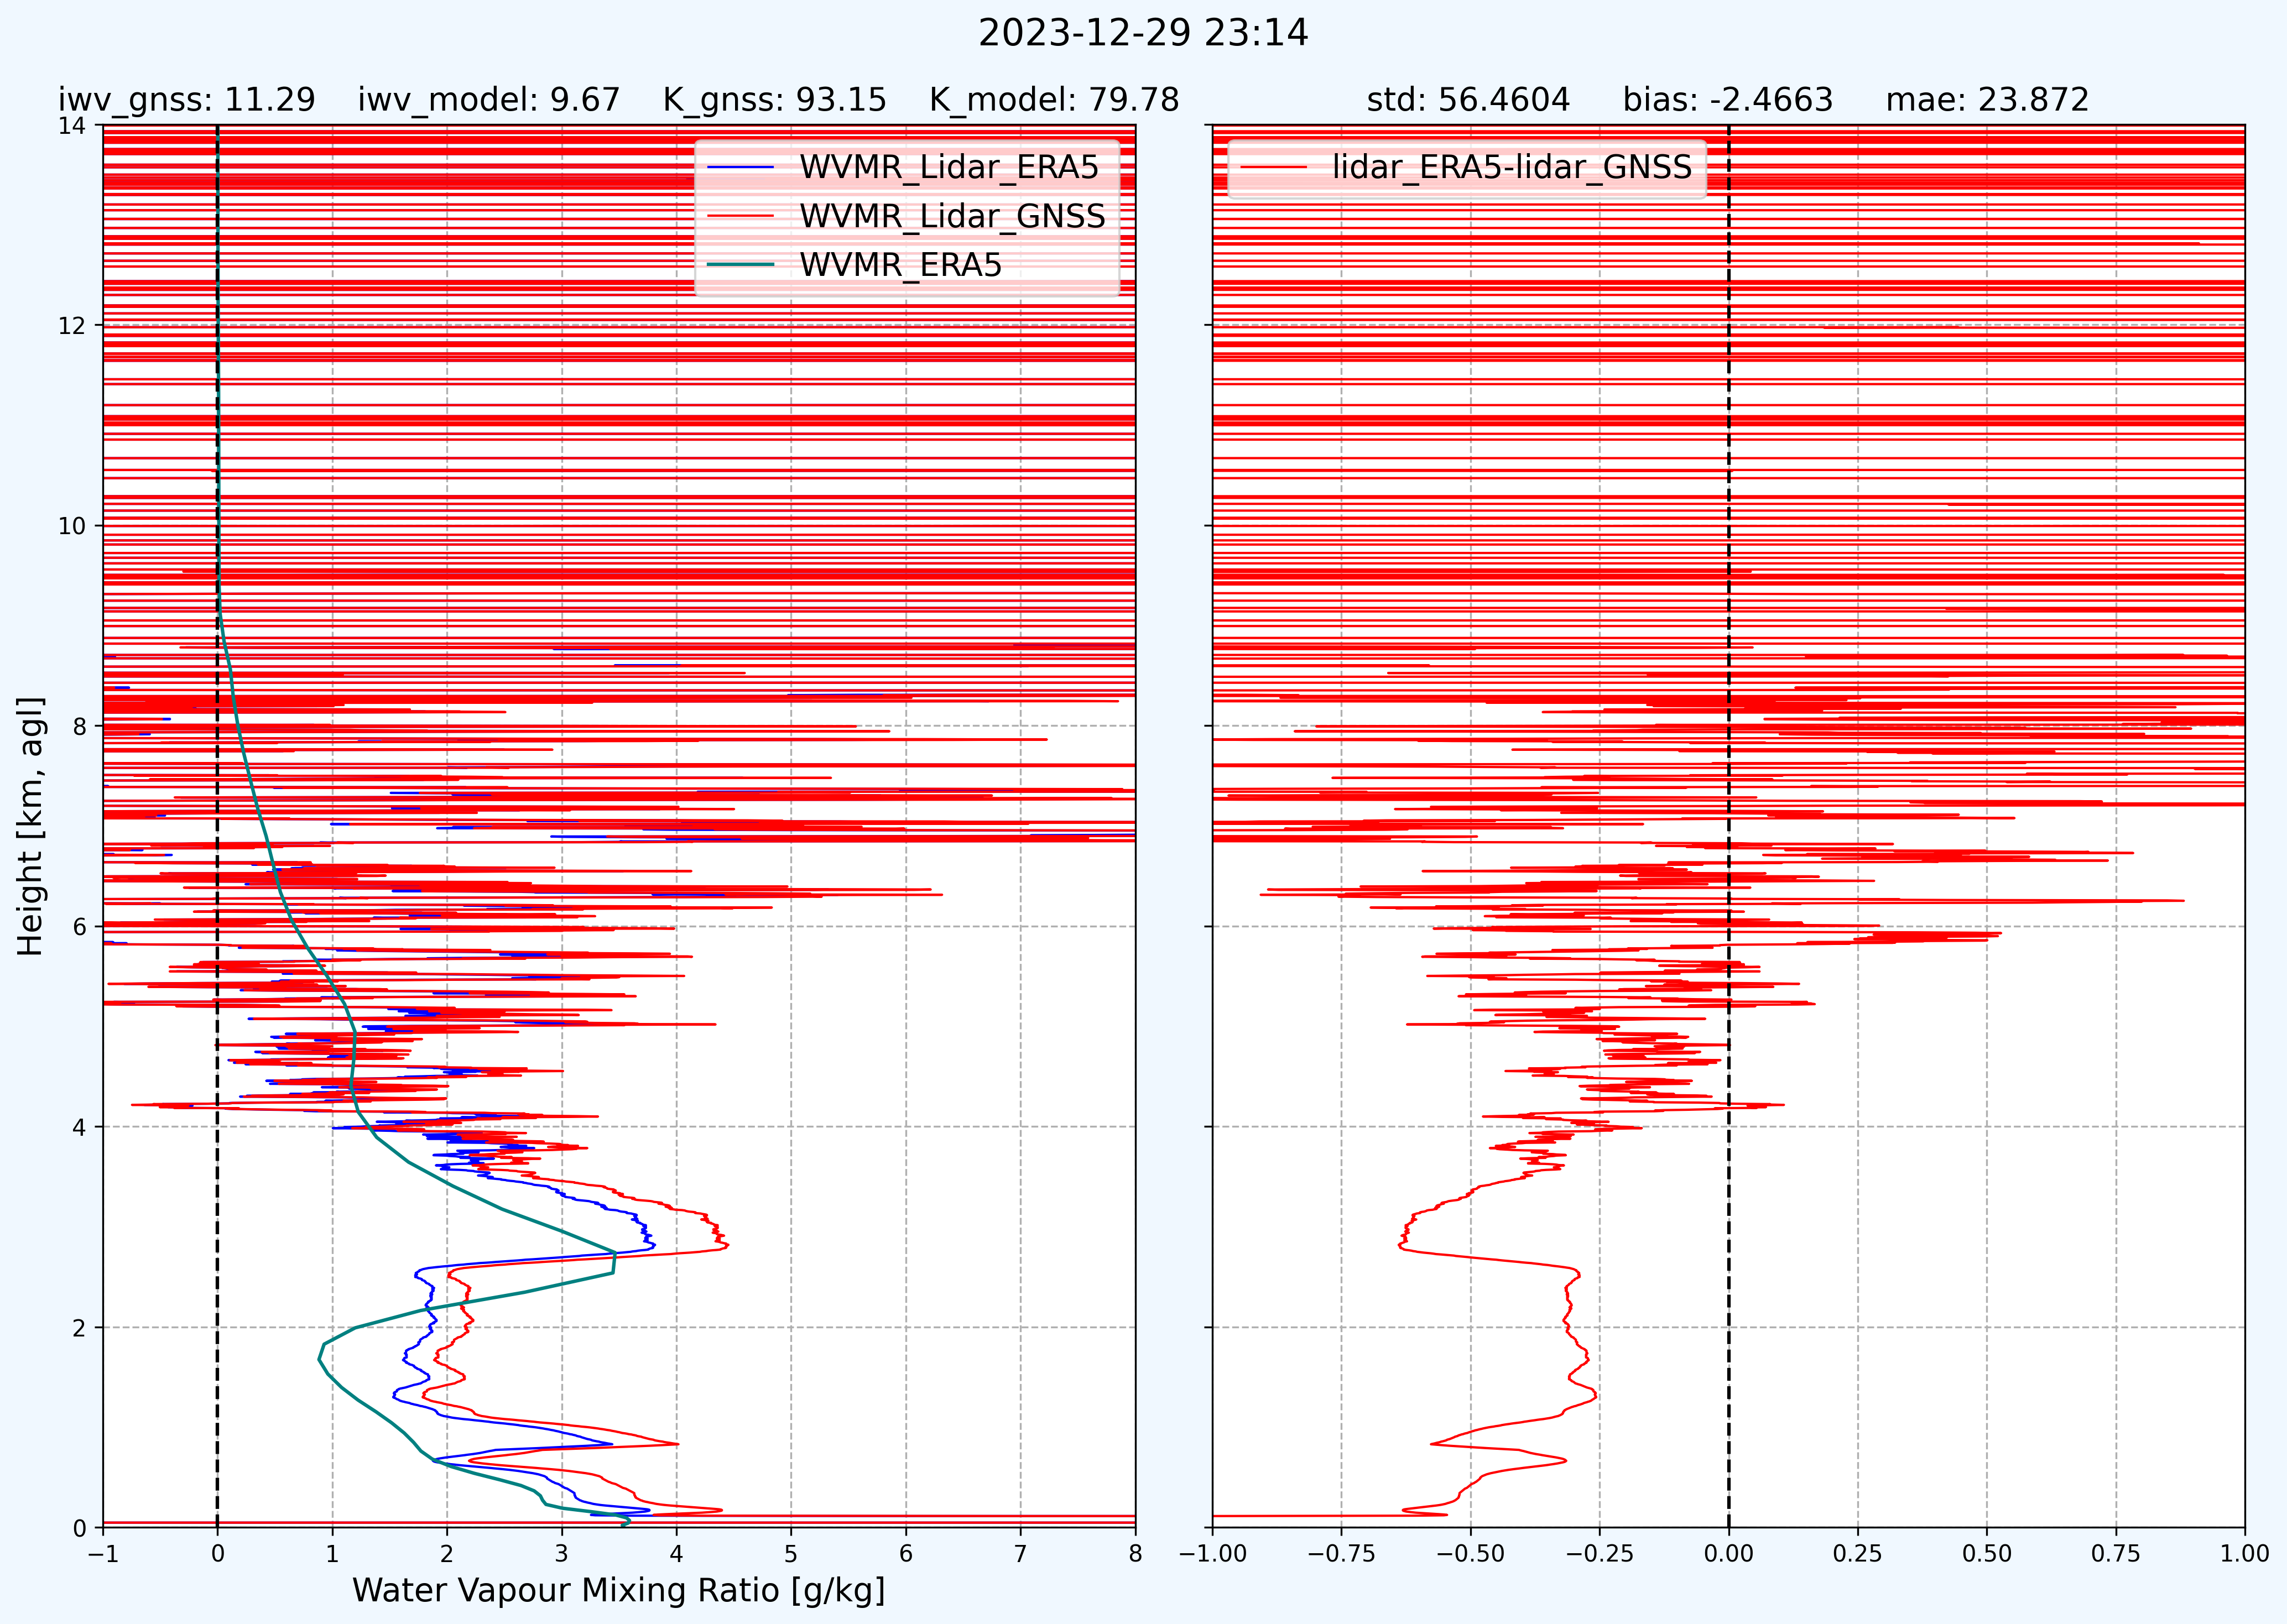 2023-12-29 23:14
iwv_gnss: 11.29 iwv_model: 9.67 K_gnss: 93.15 K_model: 79.78
std: 56.4604 bias: -2.4663 mae: 23.872
WVMR_Lidar_ERA5
WVMR_Lidar_GNSS
WVMR_ERA5
lidar_ERA5-lidar_GNSS
Height [km, agl]
14
12
10
8
6
4
2
0
−1 0 1 2 3 4 5 6 7 8
−1.00 −0.75 −0.50 −0.25 0.00 0.25 0.50 0.75 1.00
Water Vapour Mixing Ratio [g/kg]